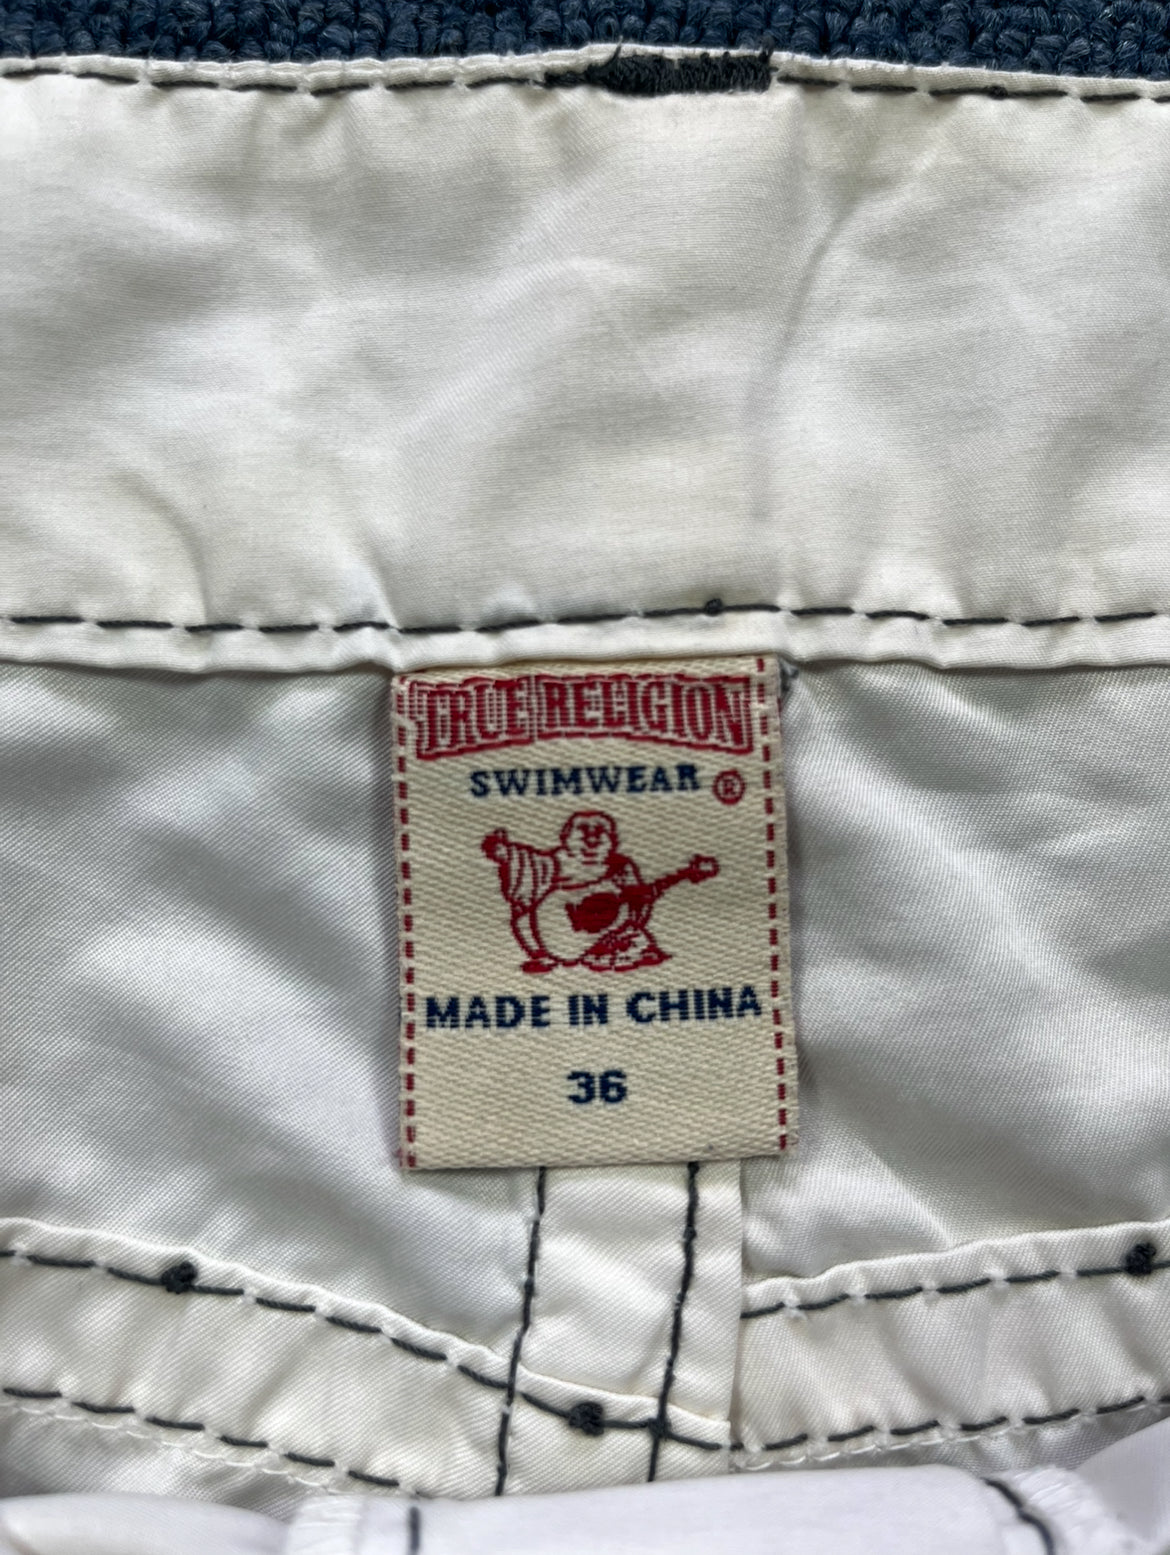 TRUE RELIGION
SWIMWEAR ®
MADE IN CHINA
36